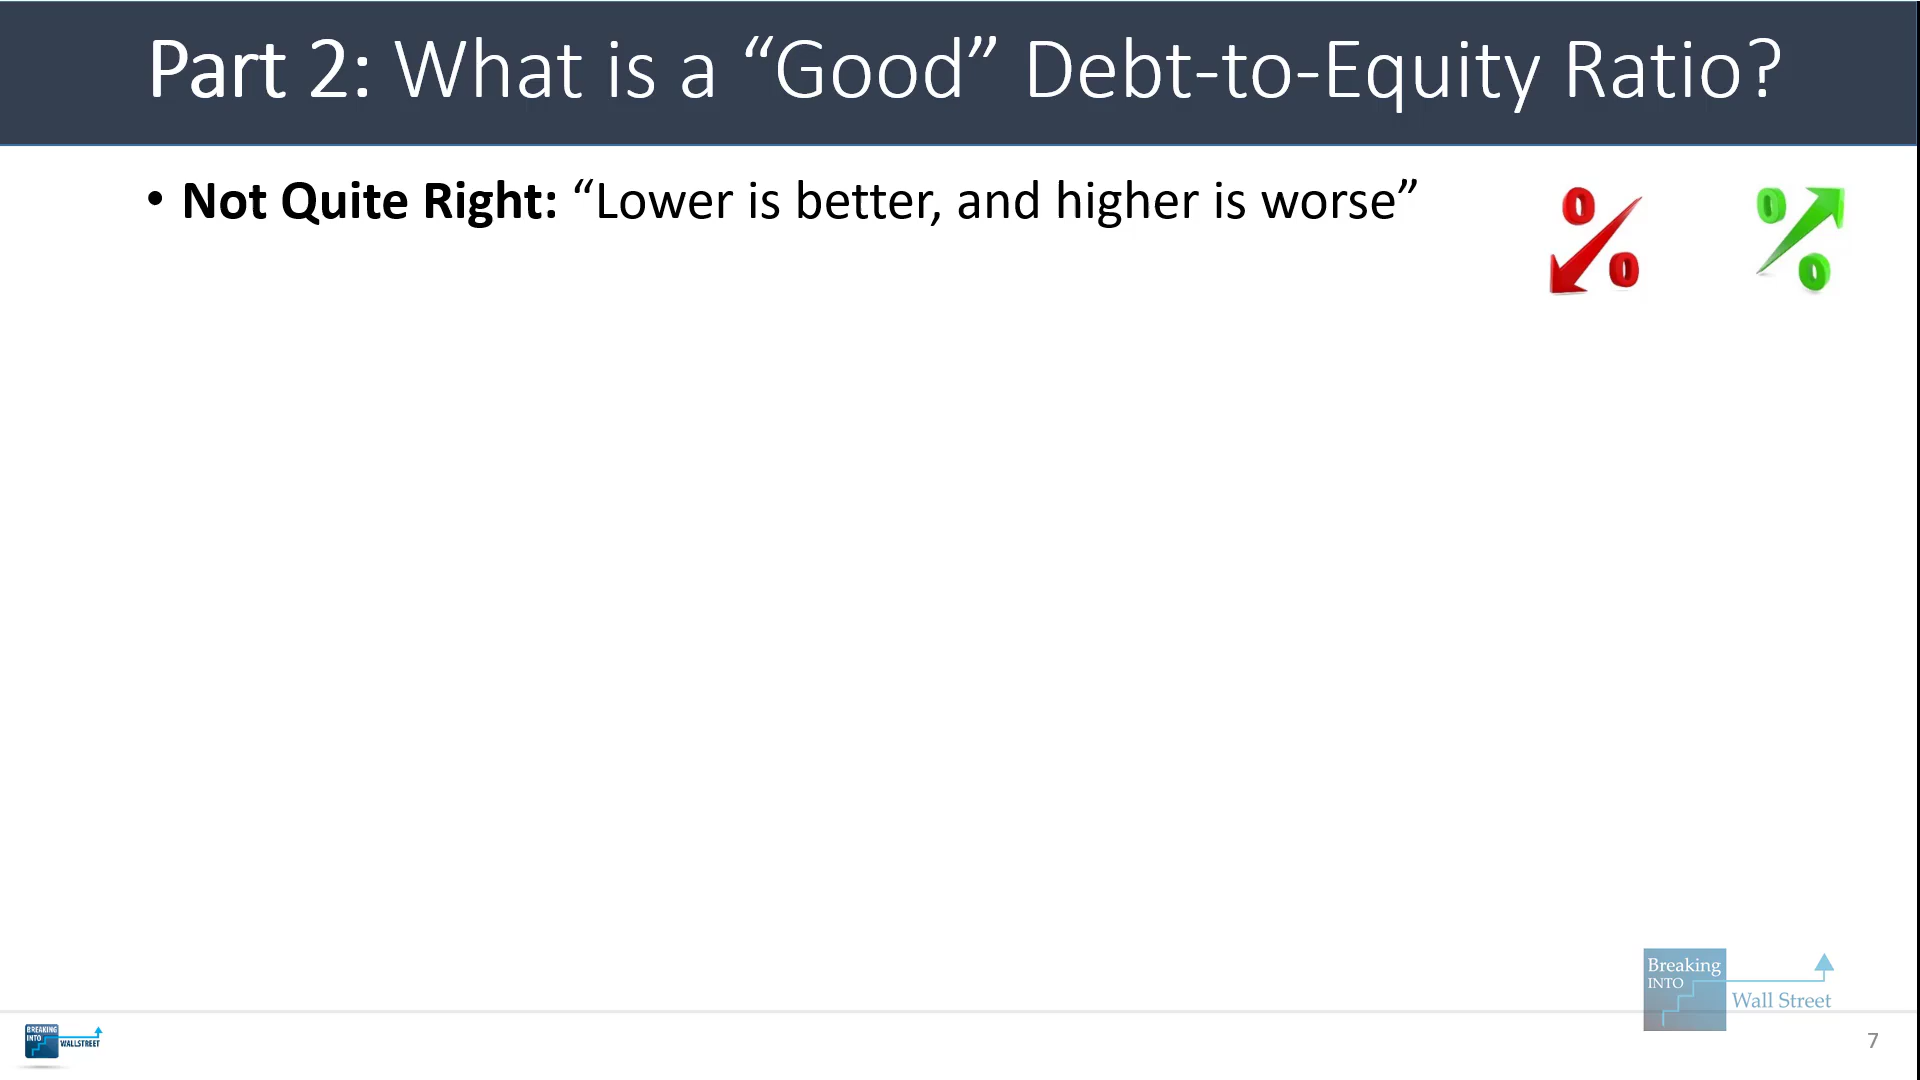 Part 2: What is a “Good” Debt-to-Equity Ratio?
• Not Quite Right: “Lower is better, and higher is worse”
Breaking
INTO
Wall Street
BREAKING
INTO
WALLSTREET
7